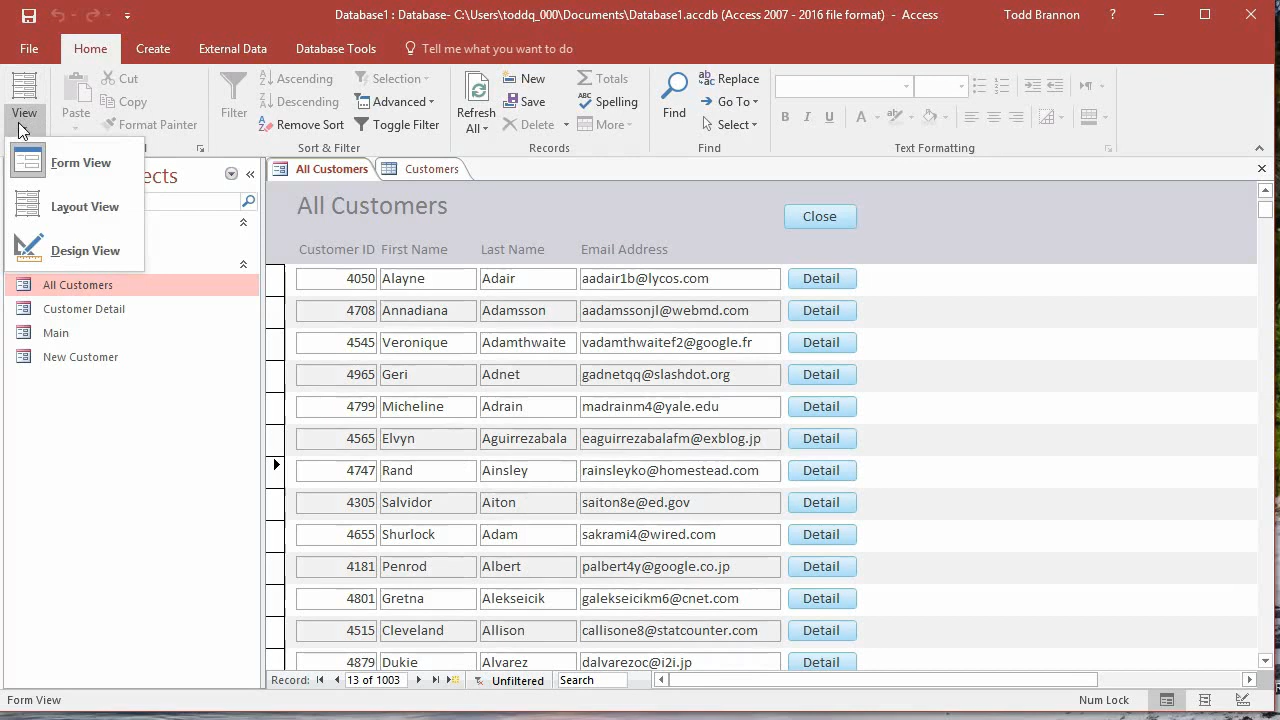 Database1 : Database- C:\Users\toddq_000\Documents\Database1.accdb (Access 2007 - 2016 file format) - Access
Todd Brannon
?
File Home Create External Data Database Tools Tell me what you want to do
View
Paste
Cut
Copy
Format Painter
Filter
Ascending
Descending
Remove Sort
Selection
Advanced
Toggle Filter
Sort & Filter
Refresh
All
New
Save
Delete
Totals
Spelling
More
Records
Find
Replace
Go To
Select
Find
B I U A
Text Formatting
Form View
Layout View
Design View
ects
All Customers
Customer Detail
Main
New Customer
All Customers Customers
All Customers
Close
Customer ID First Name Last Name Email Address
4050 Alayne Adair aadair1b@lycos.com Detail
4708 Annadiana Adamsson aadamssonjl@webmd.com Detail
4545 Veronique Adamthwaite vadamthwaitef2@google.fr Detail
4965 Geri Adnet gadnetqq@slashdot.org Detail
4799 Micheline Adrain madrainm4@yale.edu Detail
4565 Elvyn Aguirrezabala eaguirrezabalafm@exblog.jp Detail
4747 Rand Ainsley rainsleyko@homestead.com Detail
4305 Salvidor Aiton saiton8e@ed.gov Detail
4655 Shurlock Adam sakrami4@wired.com Detail
4181 Penrod Albert palbert4y@google.co.jp Detail
4801 Gretna Alekseicik galekseicikm6@cnet.com Detail
4515 Cleveland Allison callisone8@statcounter.com Detail
4879 Dukie Alvarez dalvarezoc@i2i.jp Detail
Record: 13 of 1003 Unfiltered Search
Form View
Num Lock